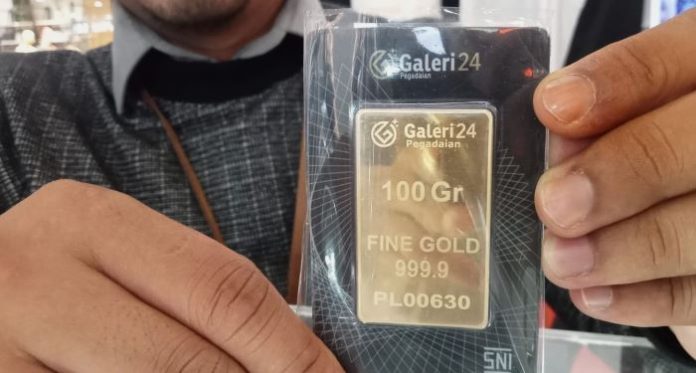 Galeri24
Pegadaian
Galeri24
Pegadaian
100 Gr
FINE GOLD
999.9
PL00630
SNI